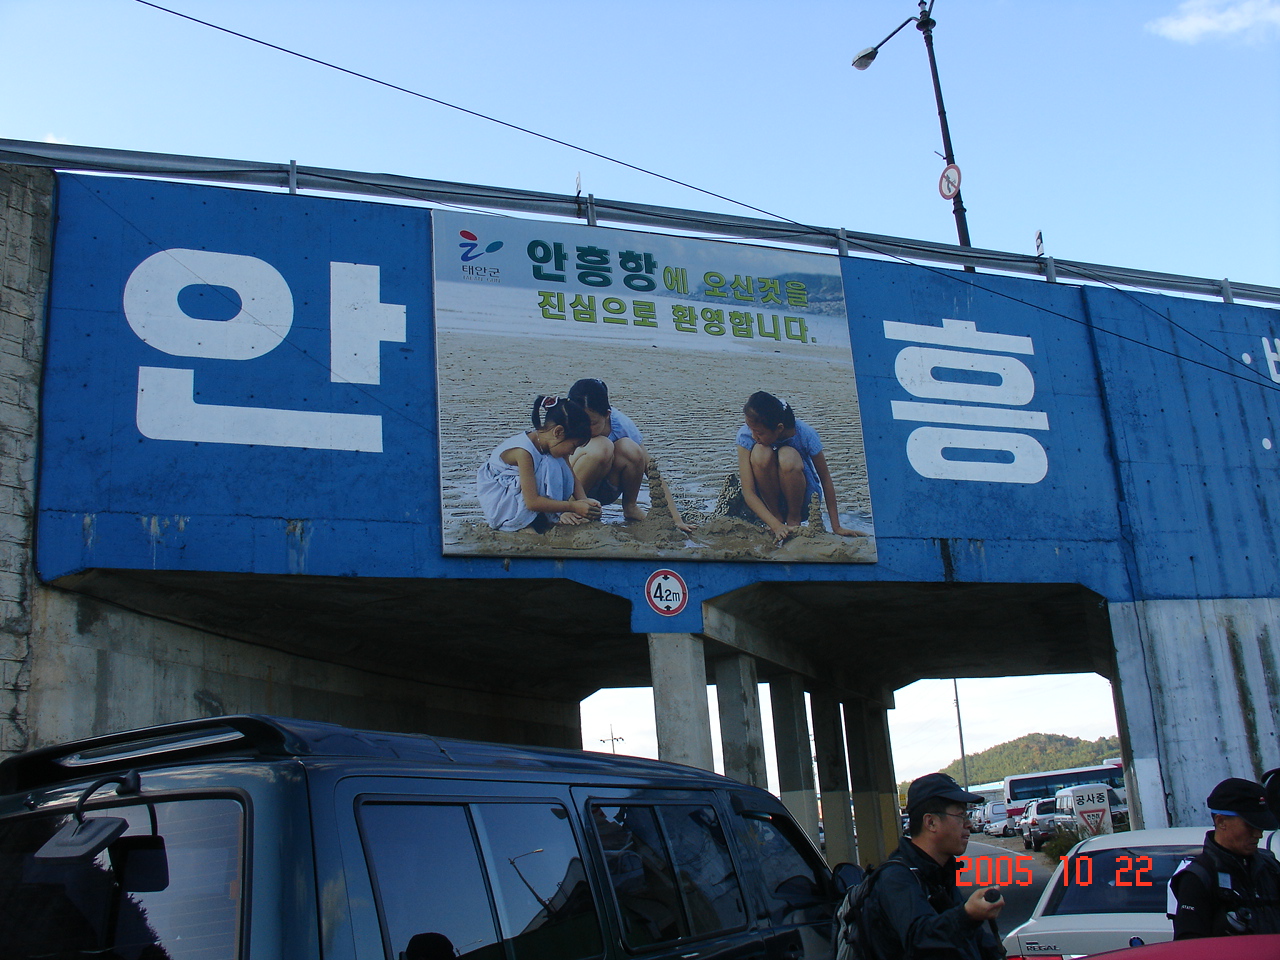 안 흥
태안군
안흥항에 오신것을
진심으로 환영합니다.
4.2m
공사중
2005 10 22
REGAL